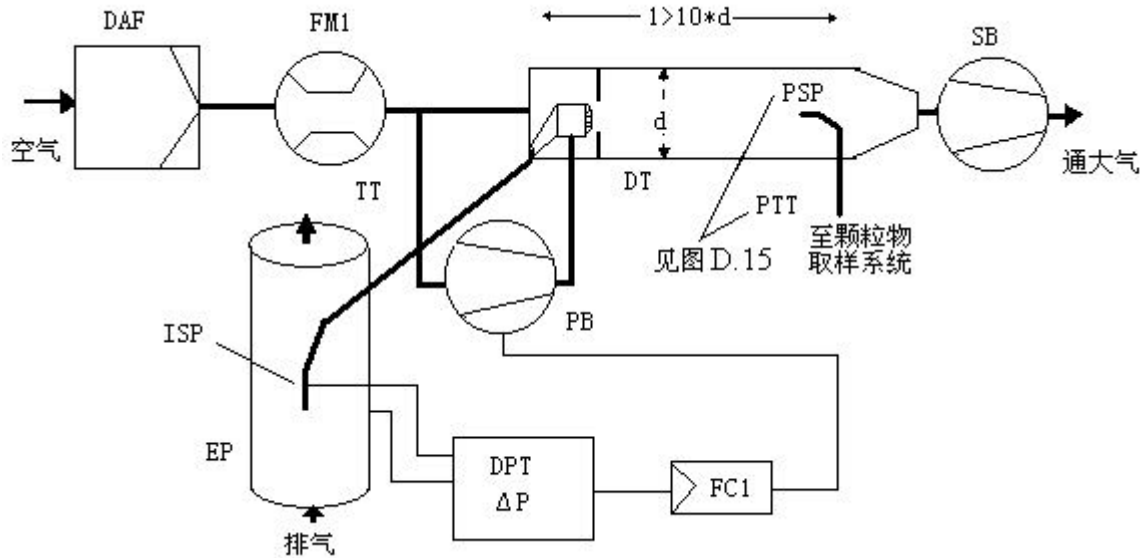 DAF
FM1
1>10*d
SB
空气
PSP
d
通大气
TT
DT
PTT
见图D.15
至颗粒物
取样系统
PB
ISP
EP
DPT
ΔP
FC1
排气